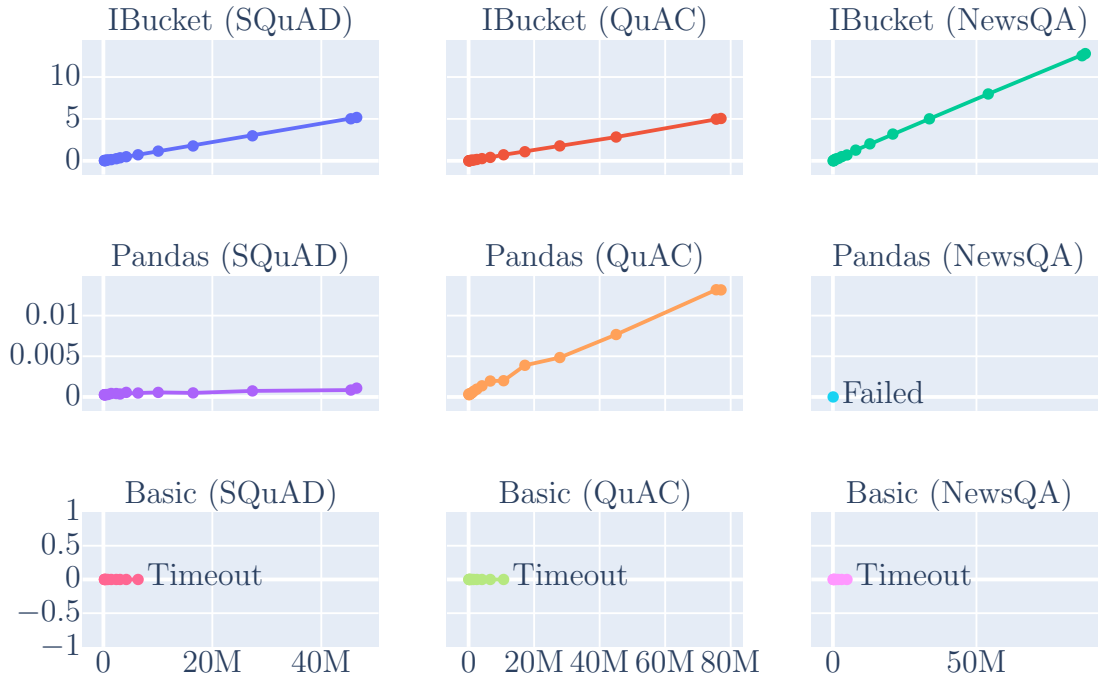 IBucket (SQuAD) IBucket (QuAC) IBucket (NewsQA)
10
5
0
Pandas (SQuAD) Pandas (QuAC) Pandas (NewsQA)
0.01
0.005
0 Failed
Basic (SQuAD) Basic (QuAC) Basic (NewsQA)
1
0.5
0 Timeout Timeout Timeout
−0.5
−1
0 20M 40M 0 20M 40M 60M 80M 0 50M